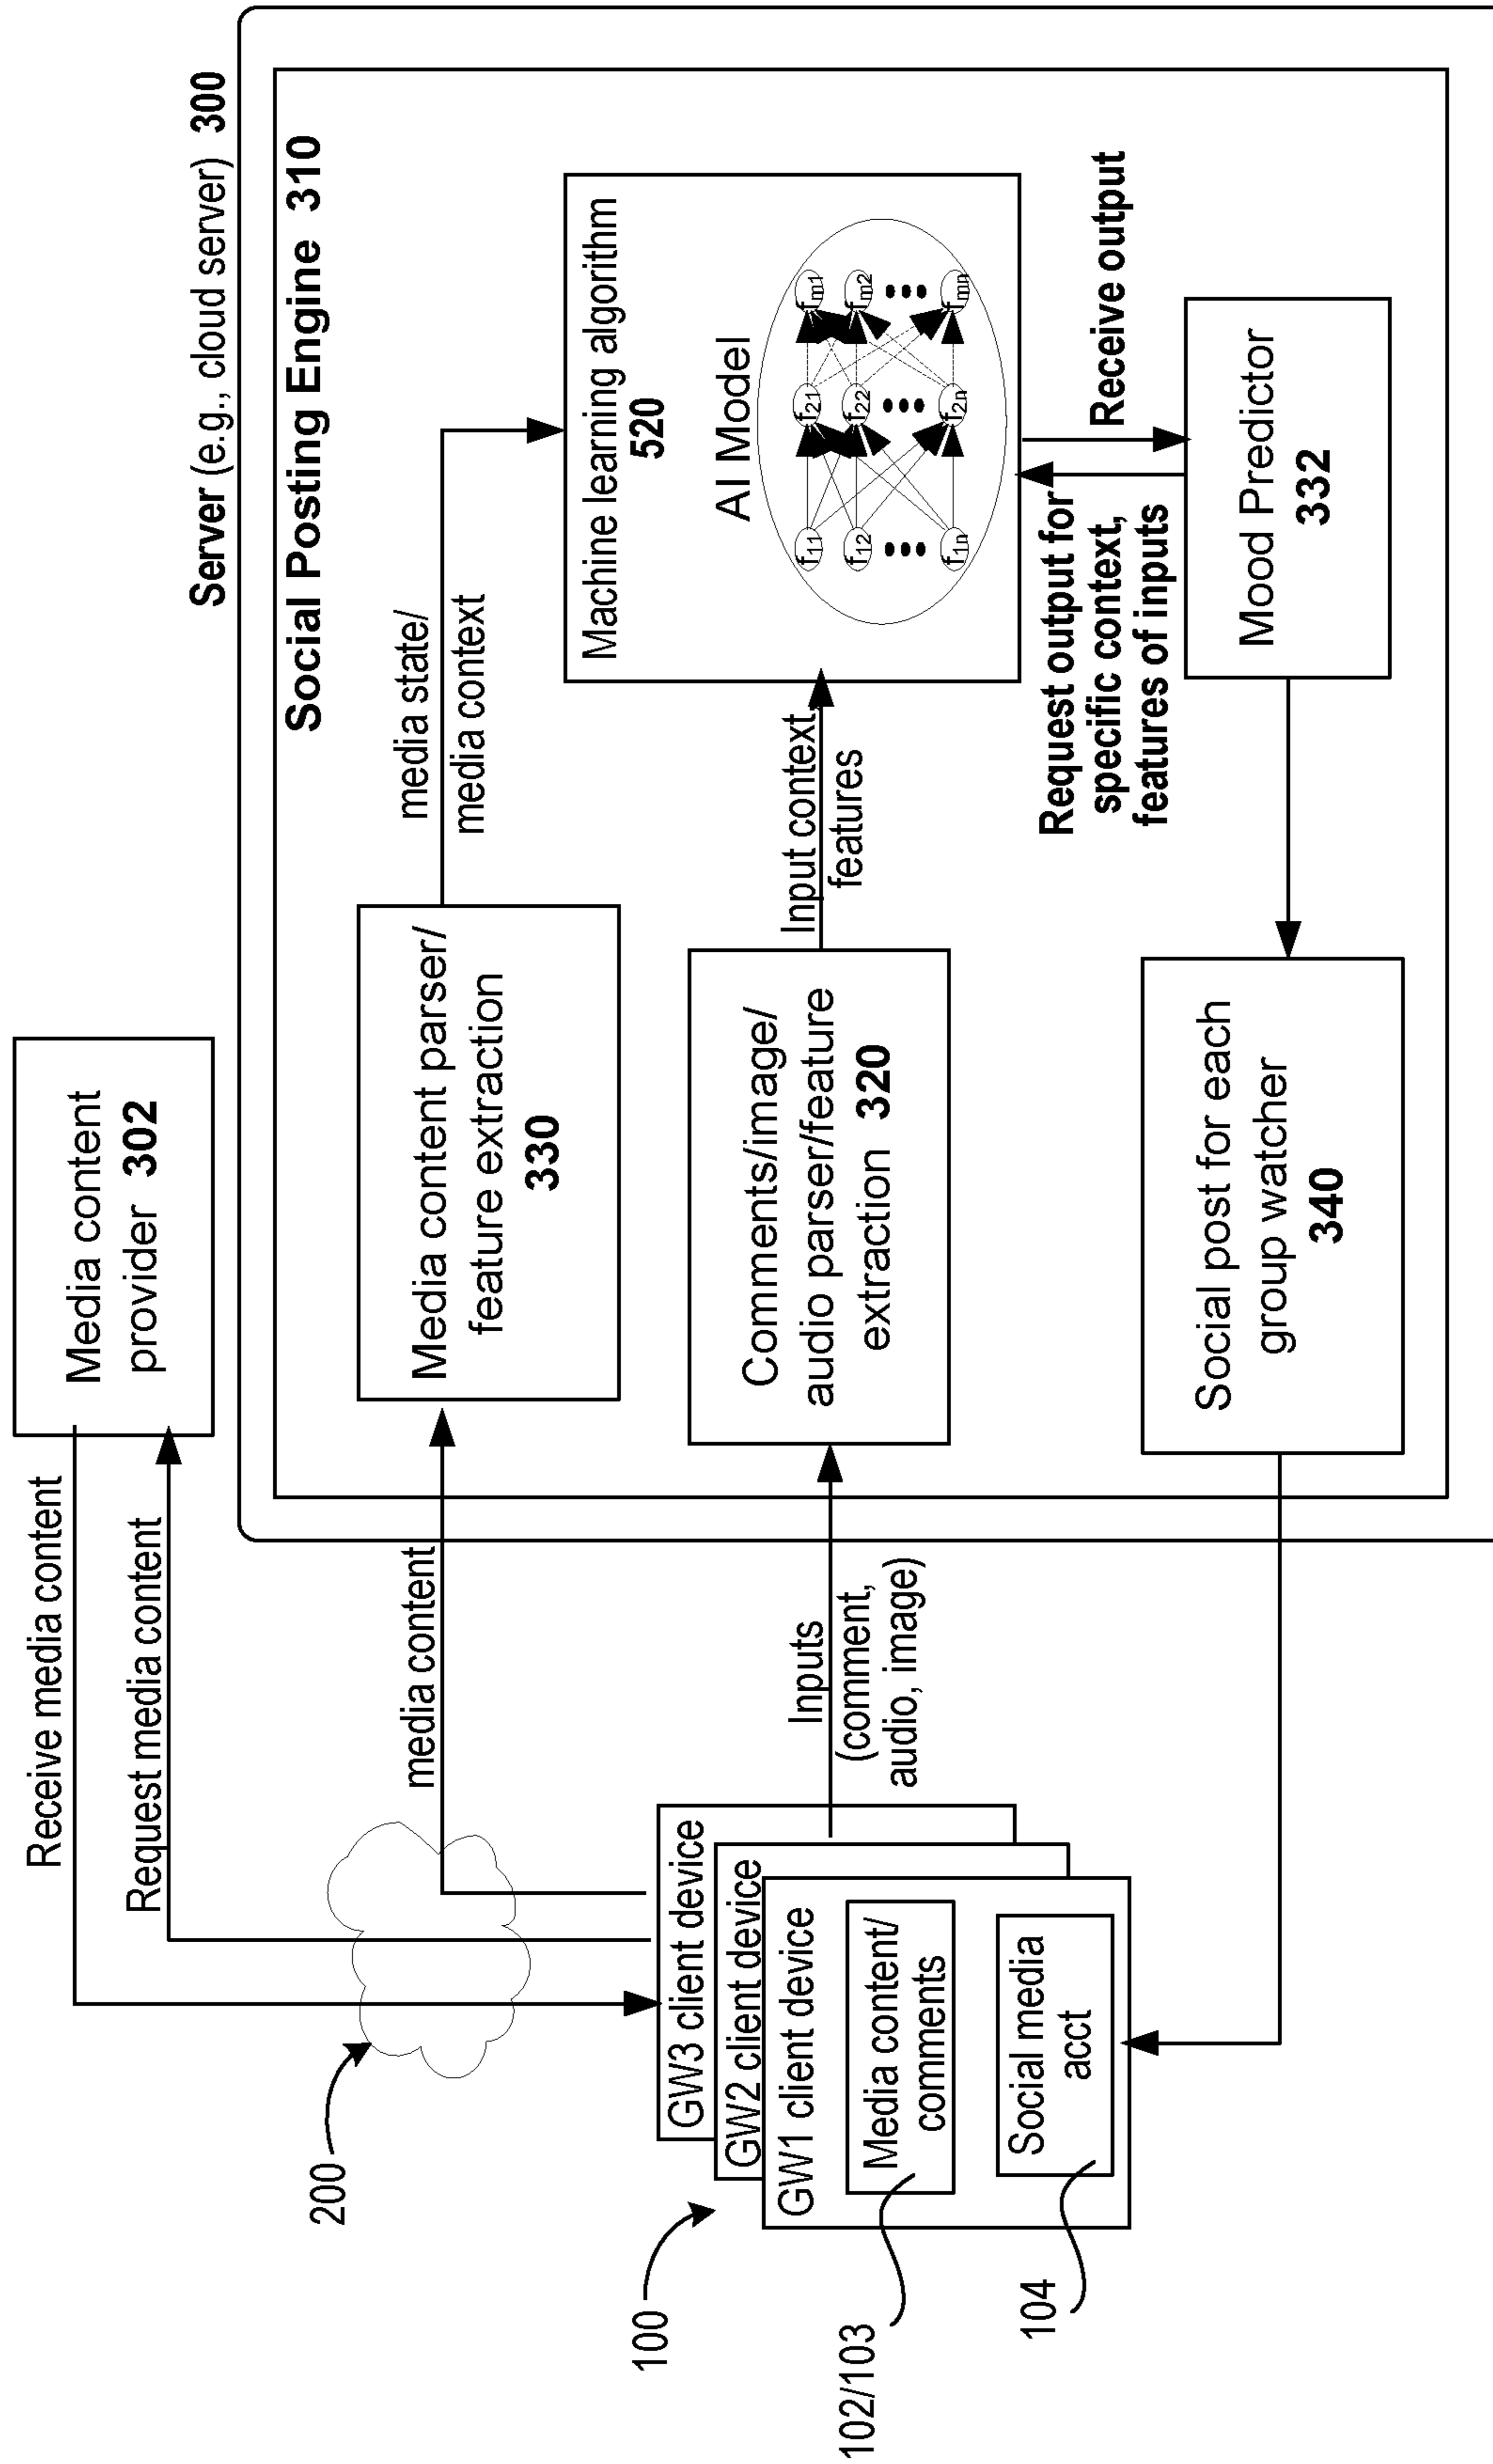 Receive media content
Request media content
Media content
provider 302
Server (e.g., cloud server) 300
Social Posting Engine 310
200
media content
Media content parser/
feature extraction
330
media state/
media context
Machine learning algorithm
520
AI Model
f11
f12
f1n
f21
f22
f2n
fm1
fm2
fmn
100
GW3 client device
GW2 client device
GW1 client device
Media content/
comments
102/103
Social media
acct
104
Inputs
(comment,
audio, image)
Comments/image/
audio parser/feature
extraction 320
Input context,
features
Request output for
specific context,
features of inputs
Receive output
Mood Predictor
332
Social post for each
group watcher
340